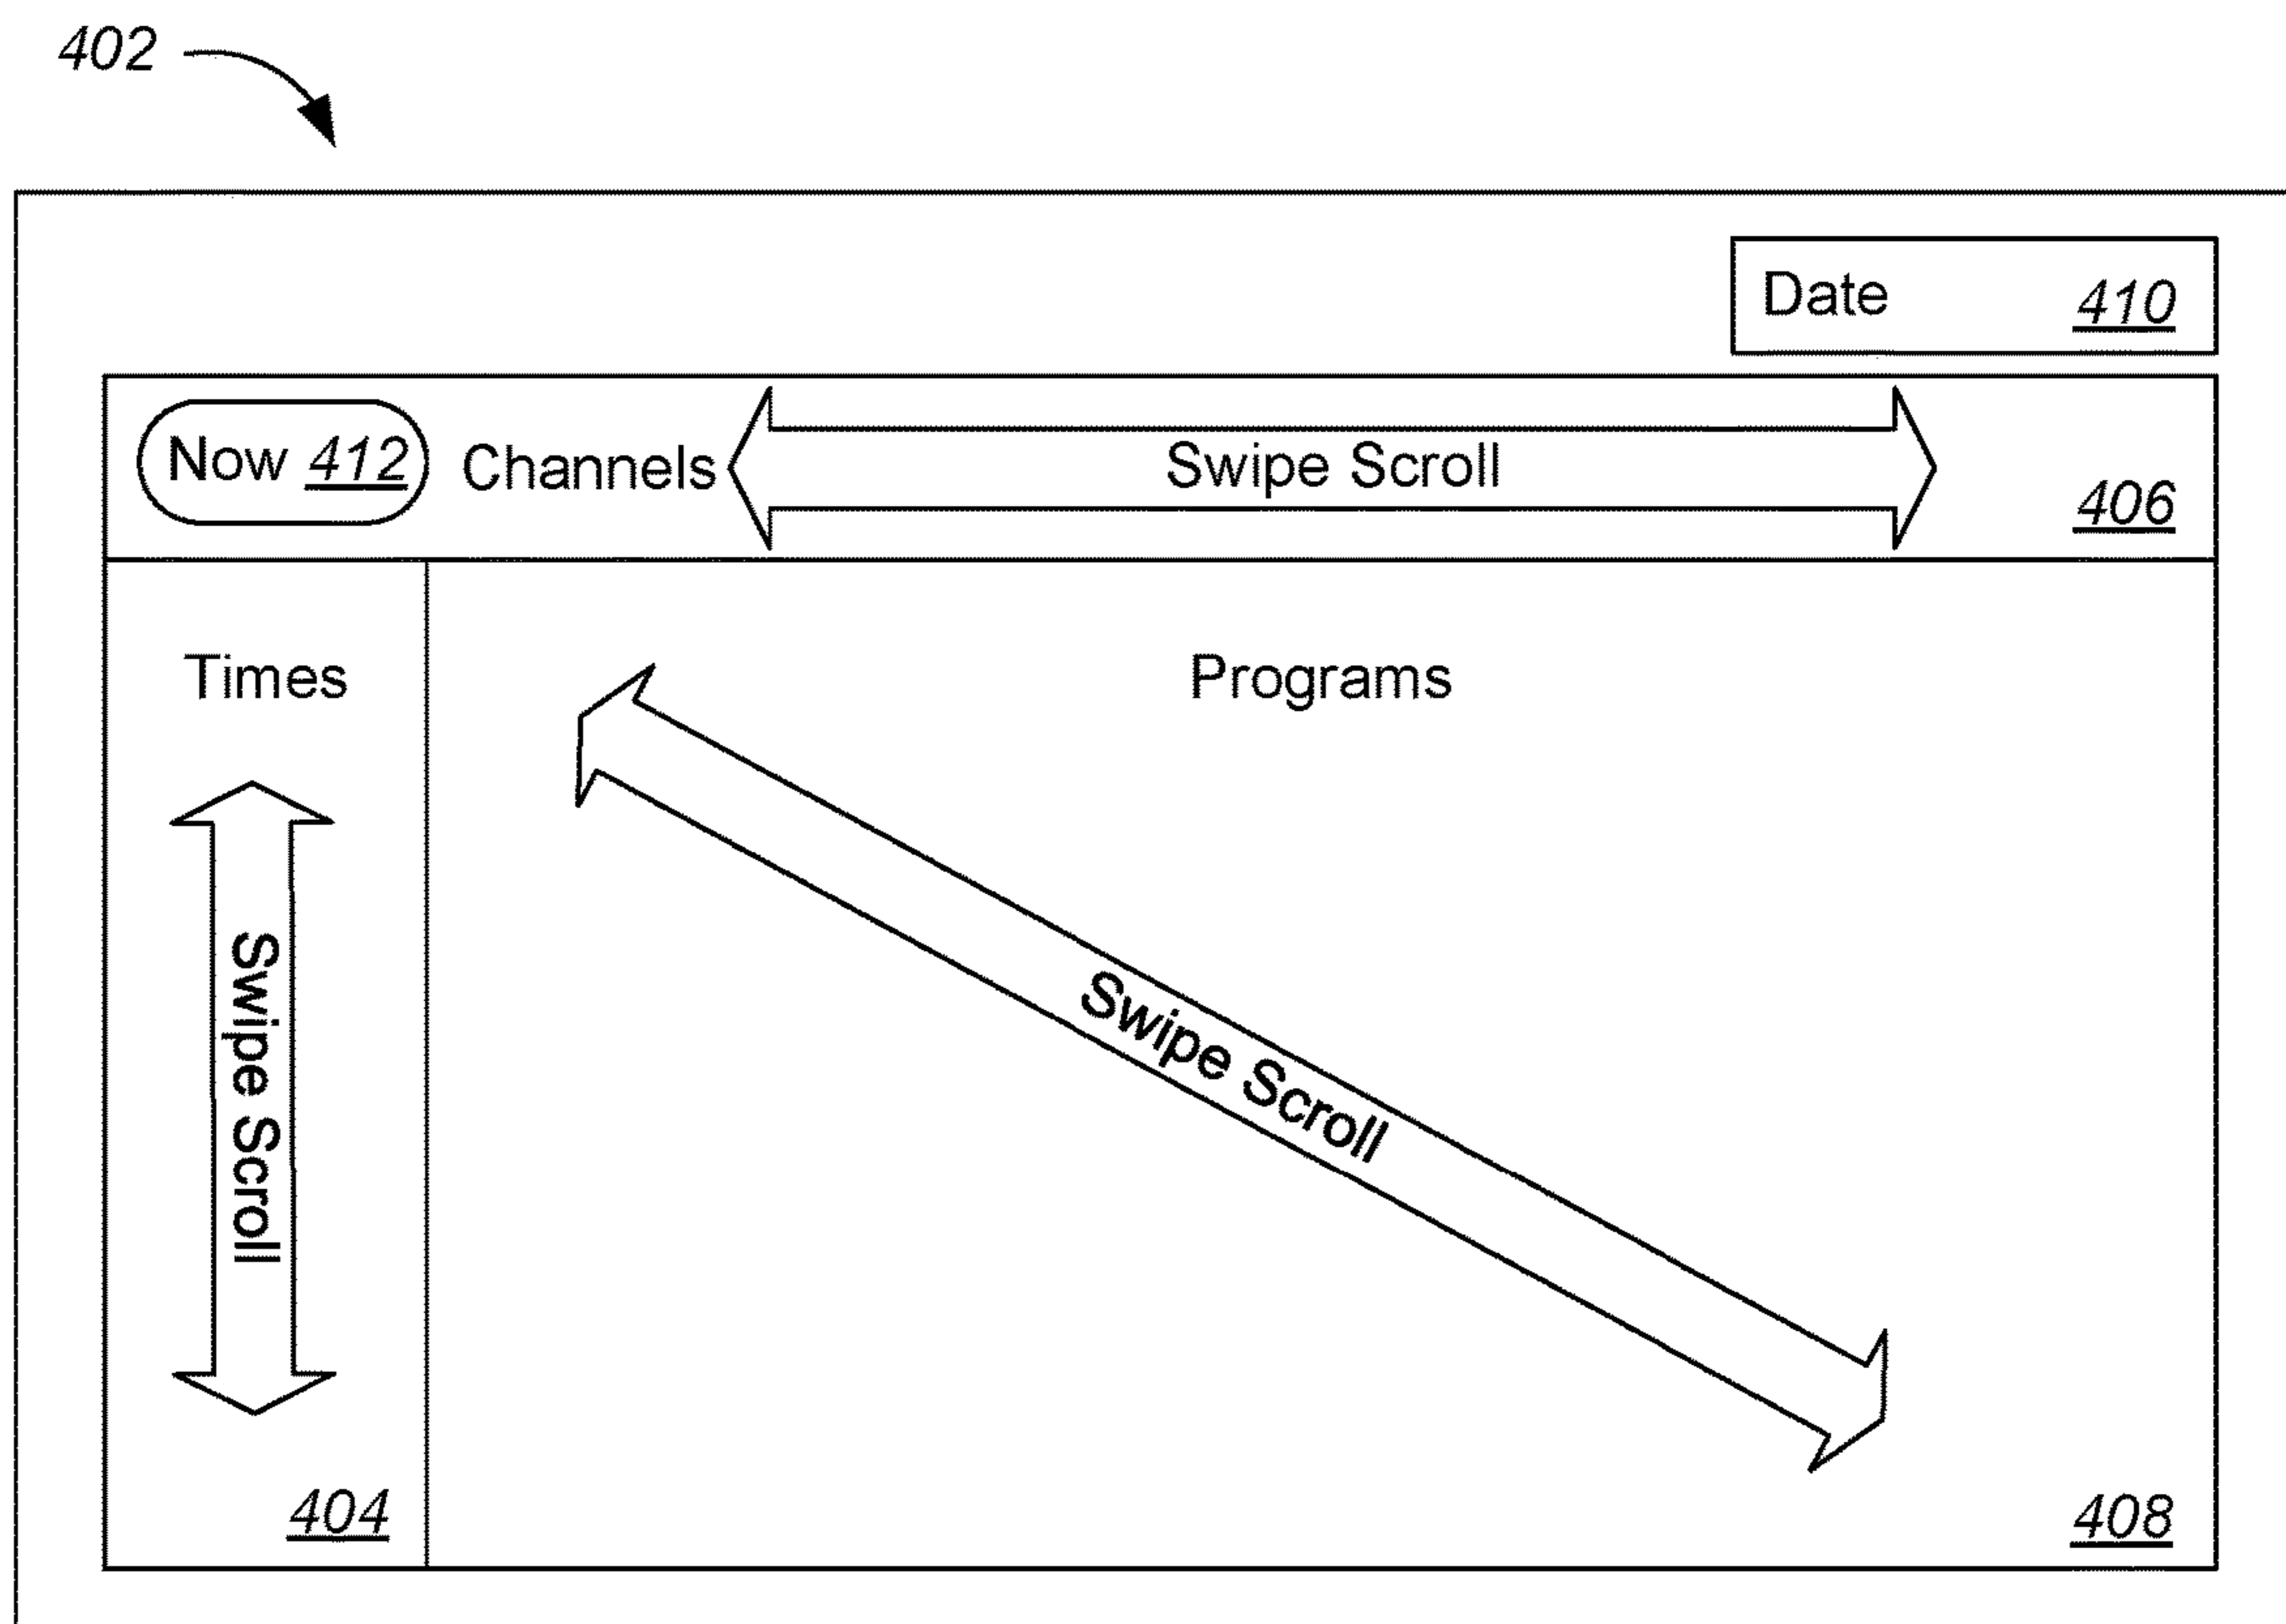 402
Date 410
Now 412 Channels Swipe Scroll 406
Times
Programs
Swipe Scroll
Swipe Scroll
404
408